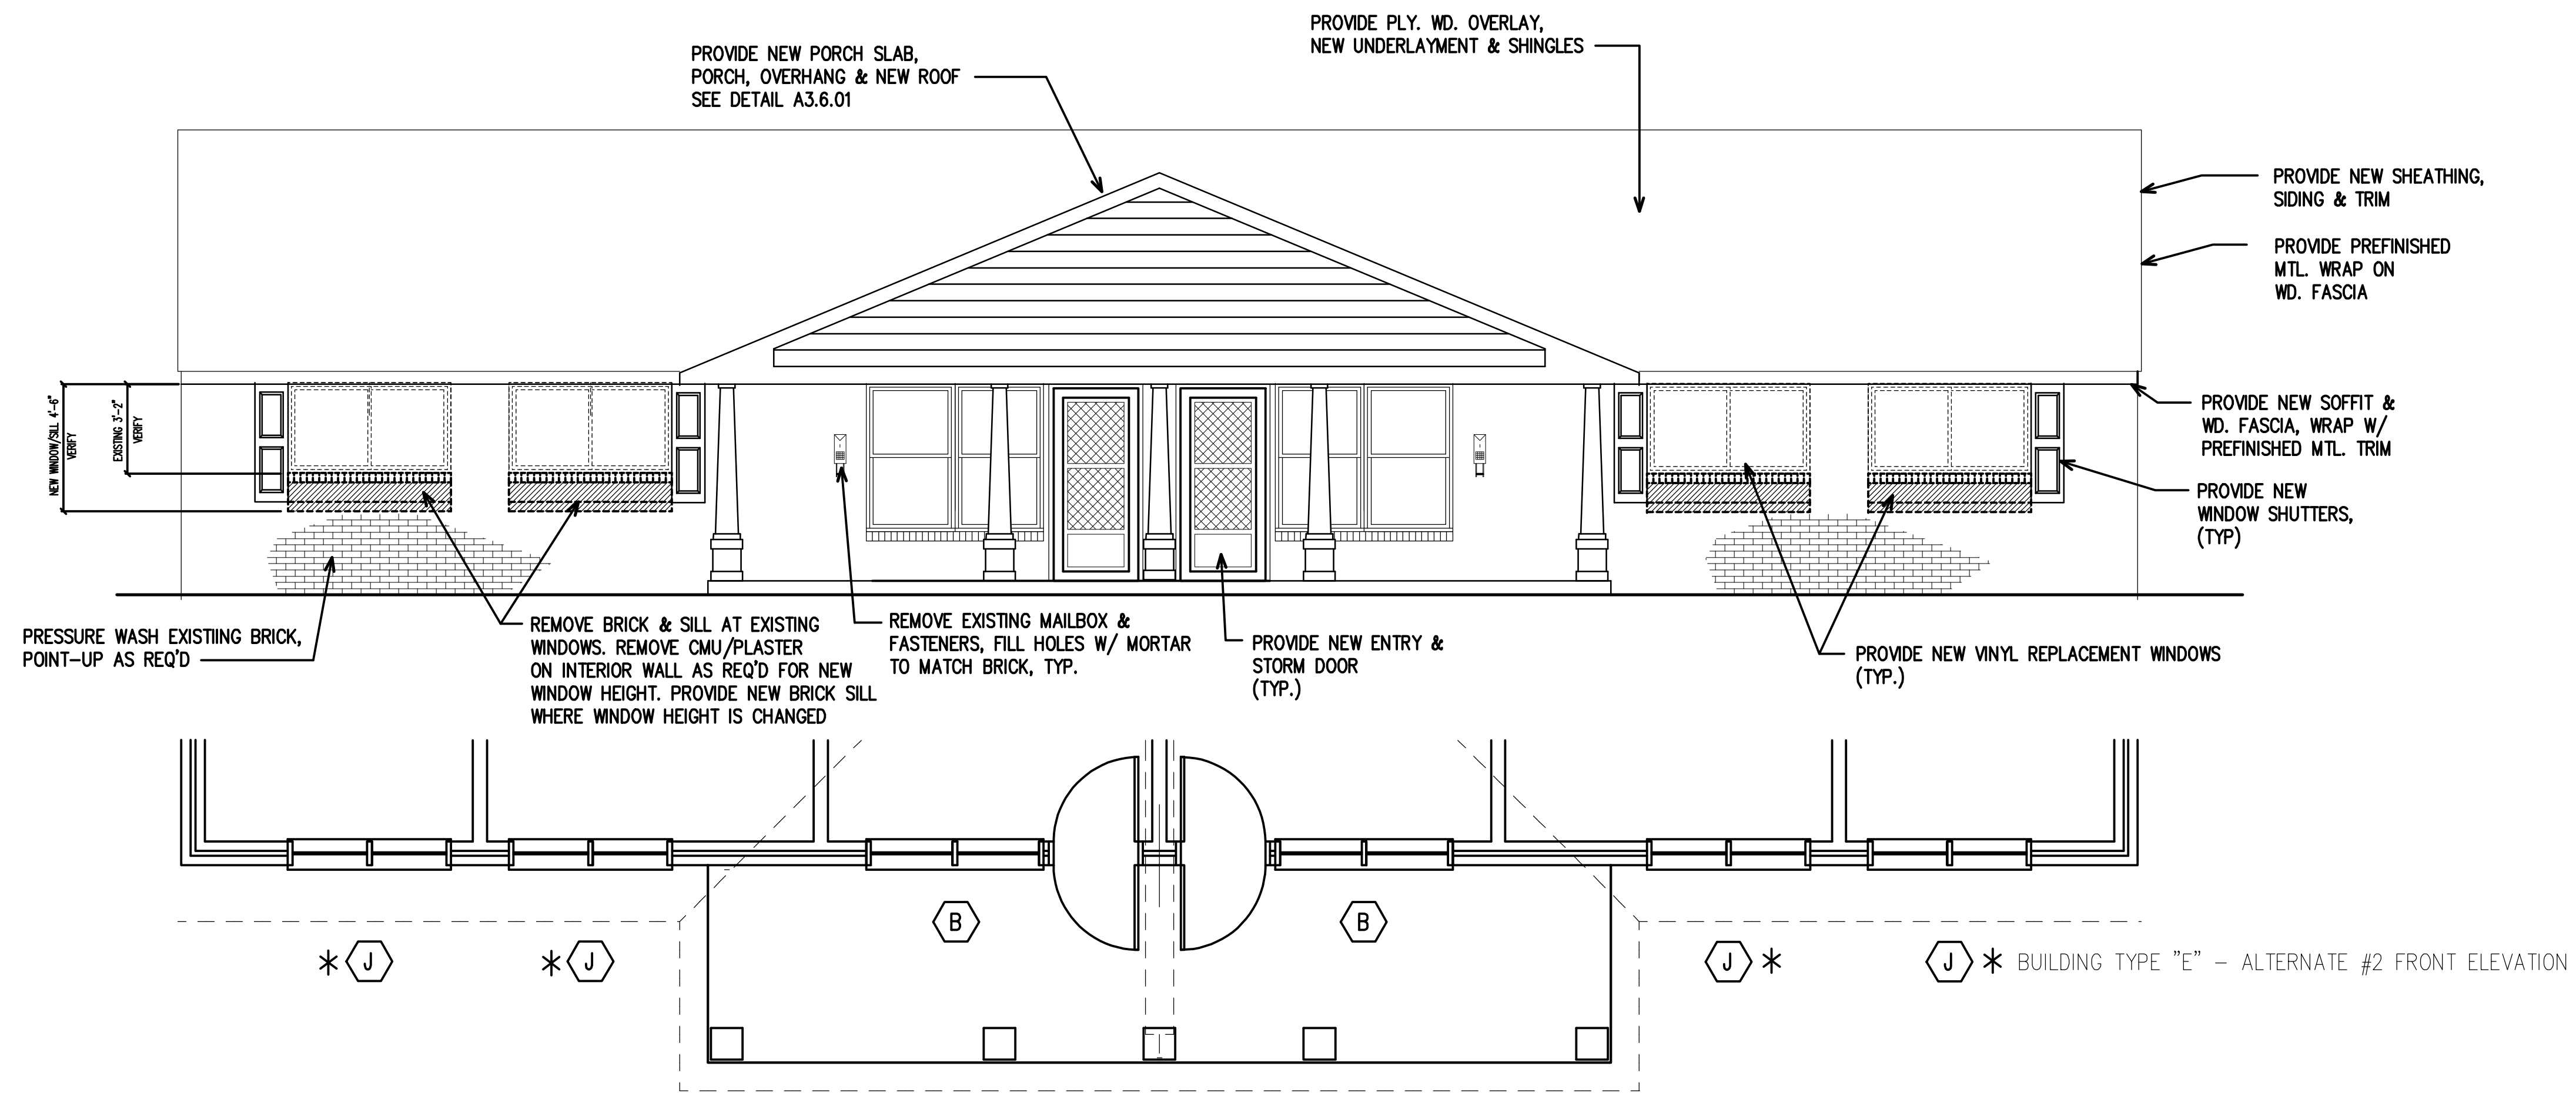 PROVIDE PLY. WD. OVERLAY,
NEW UNDERLAYMENT & SHINGLES
PROVIDE NEW PORCH SLAB,
PORCH, OVERHANG & NEW ROOF
SEE DETAIL A3.6.01
PROVIDE NEW SHEATHING,
SIDING & TRIM
PROVIDE PREFINISHED
MTL. WRAP ON
WD. FASCIA
NEW WINDOW/SILL 4'-6"
VERIFY
EXISTING 3'-2"
VERIFY
PROVIDE NEW SOFFIT &
WD. FASCIA, WRAP W/
PREFINISHED MTL. TRIM
PROVIDE NEW
WINDOW SHUTTERS,
(TYP)
PRESSURE WASH EXISTIING BRICK,
POINT-UP AS REQ'D
REMOVE BRICK & SILL AT EXISTING
WINDOWS. REMOVE CMU/PLASTER
ON INTERIOR WALL AS REQ'D FOR NEW
WINDOW HEIGHT. PROVIDE NEW BRICK SILL
WHERE WINDOW HEIGHT IS CHANGED
REMOVE EXISTING MAILBOX &
FASTENERS, FILL HOLES W/ MORTAR
TO MATCH BRICK, TYP.
PROVIDE NEW ENTRY &
STORM DOOR
(TYP.)
PROVIDE NEW VINYL REPLACEMENT WINDOWS
(TYP.)
B
B
* J
* J
J *
J * BUILDING TYPE "E" - ALTERNATE #2 FRONT ELEVATION